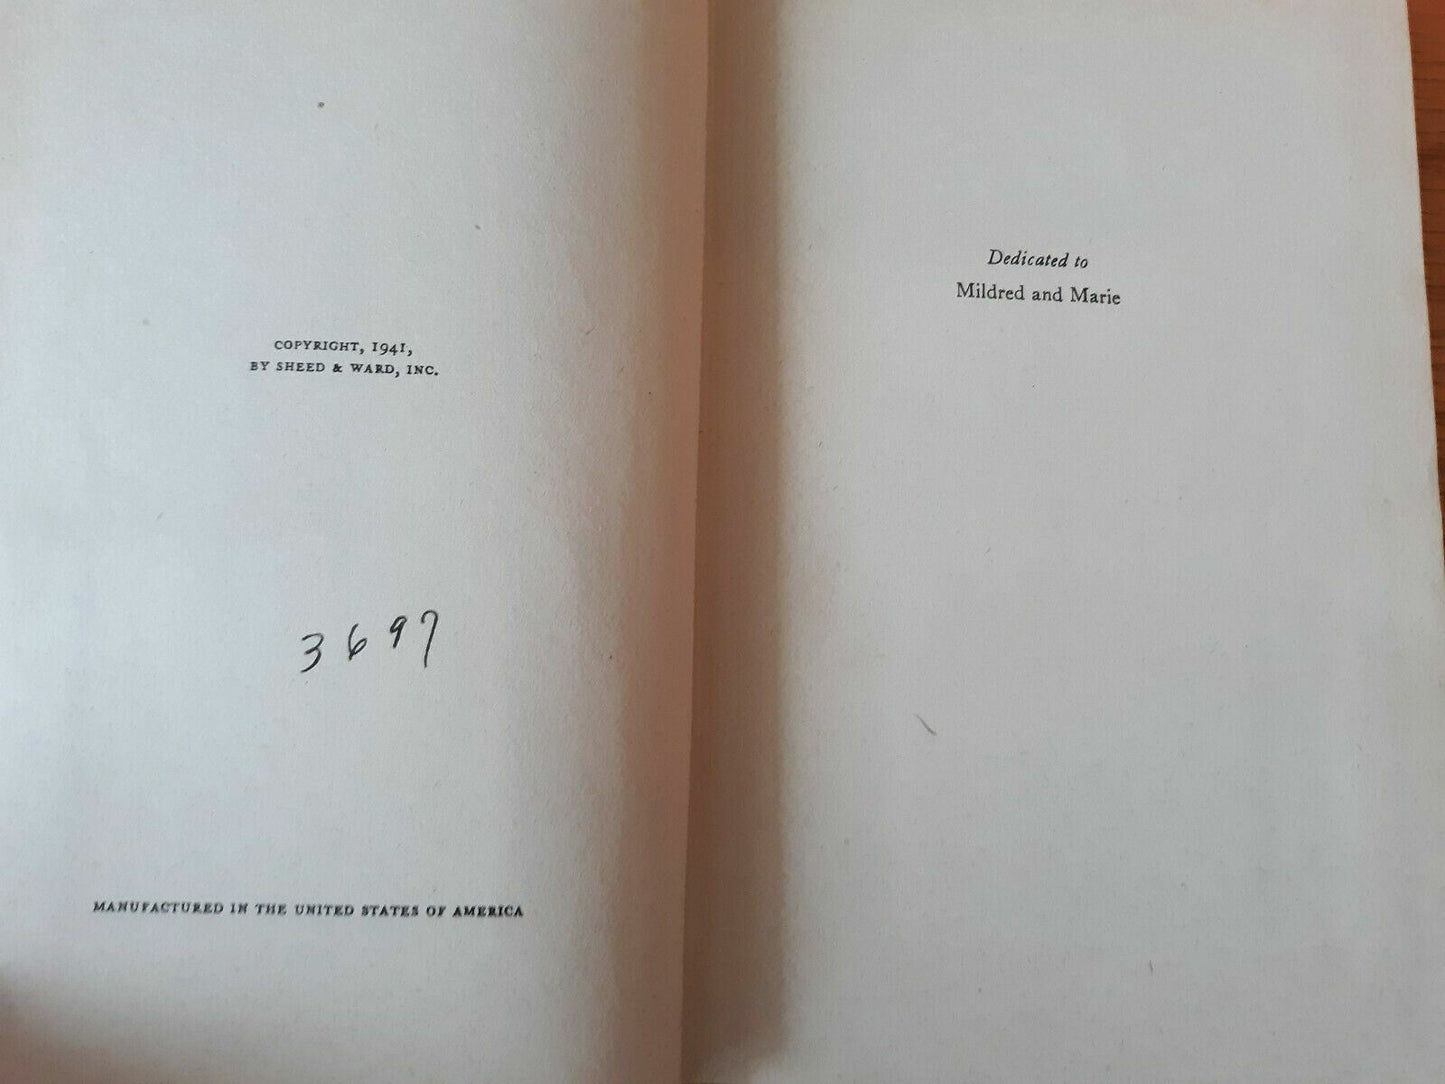 COPYRIGHT, 1941,
BY SHEED & WARD, INC.
3697
MANUFACTURED IN THE UNITED STATES OF AMERICA
Dedicated to
Mildred and Marie